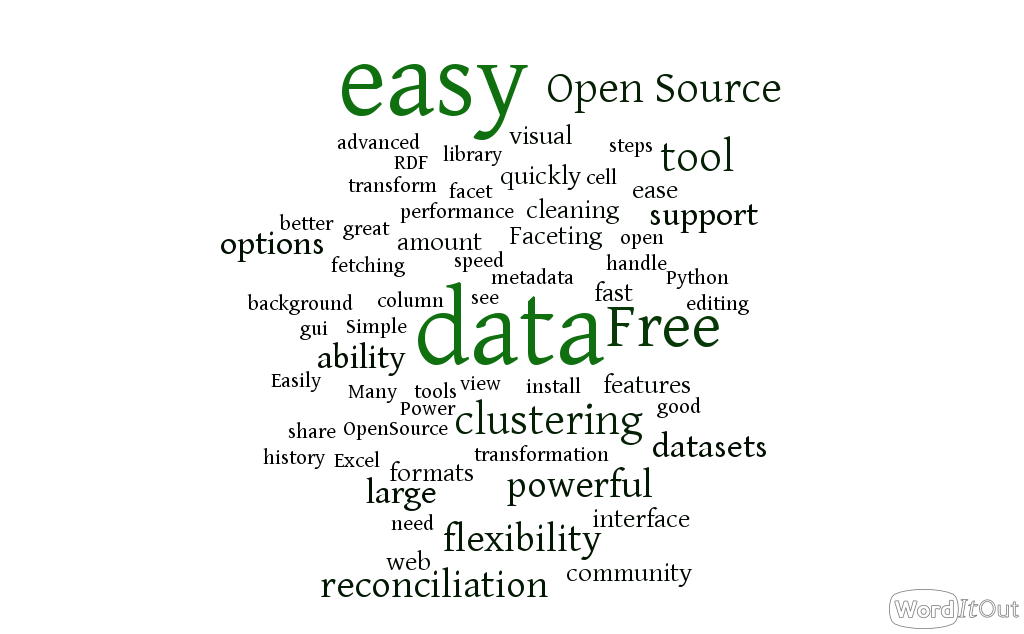 easy
Open Source
visual
advanced
steps
tool
library
RDF
quickly
cell
transform
facet
ease
performance
cleaning
support
better
great
Faceting
open
options
amount
fetching
speed
handle
metadata
Python
background
column
see
fast
editing
gui
Simple
data
Free
ability
Easily
Many
tools
view
install
features
Power
good
share
OpenSource
clustering
datasets
history
Excel
transformation
formats
large
powerful
need
flexibility
interface
web
community
reconciliation
WordItOut